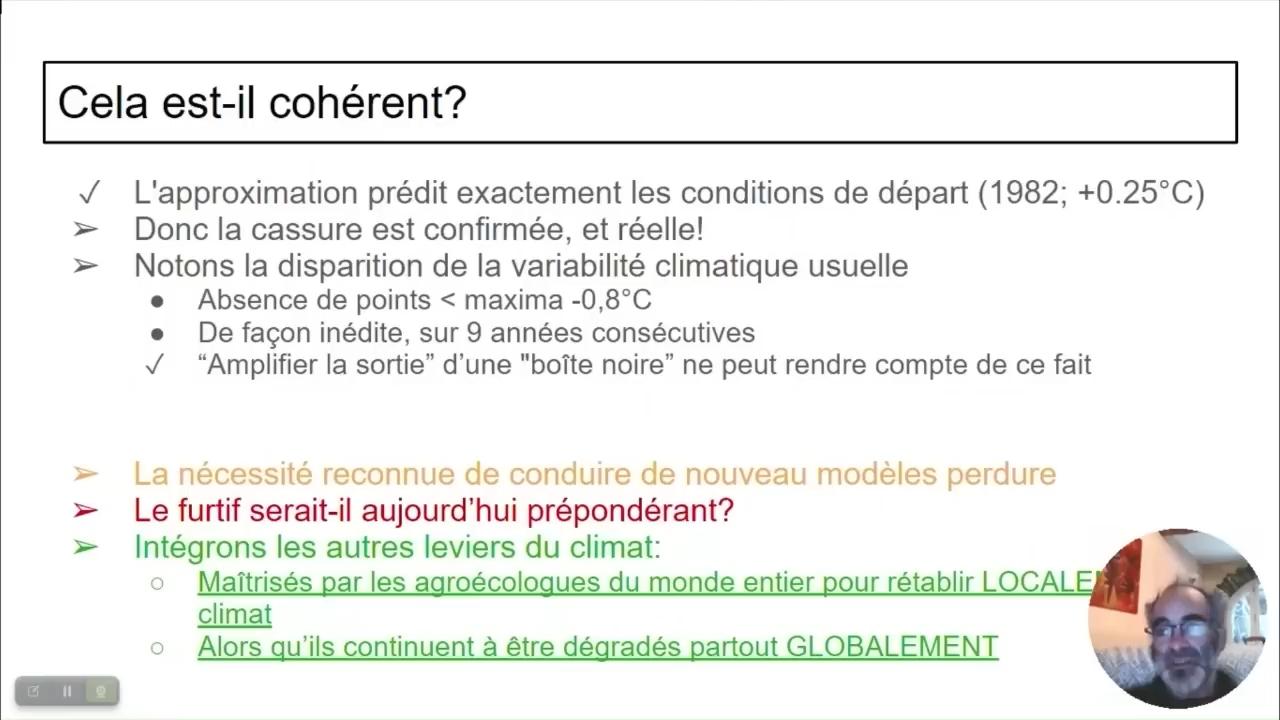 Cela est-il cohérent?
✓ L'approximation prédit exactement les conditions de départ (1982; +0.25°C)
➢ Donc la cassure est confirmée, et réelle!
➢ Notons la disparition de la variabilité climatique usuelle
● Absence de points < maxima -0,8°C
● De façon inédite, sur 9 années consécutives
✓ “Amplifier la sortie” d’une "boîte noire” ne peut rendre compte de ce fait
➢ La nécessité reconnue de conduire de nouveau modèles perdure
➢ Le furtif serait-il aujourd’hui prépondérant?
➢ Intégrons les autres leviers du climat:
○ Maîtrisés par les agroécologues du monde entier pour rétablir
climat
○ Alors qu’ils continuent à être dégradés partout GLOBALEMENT